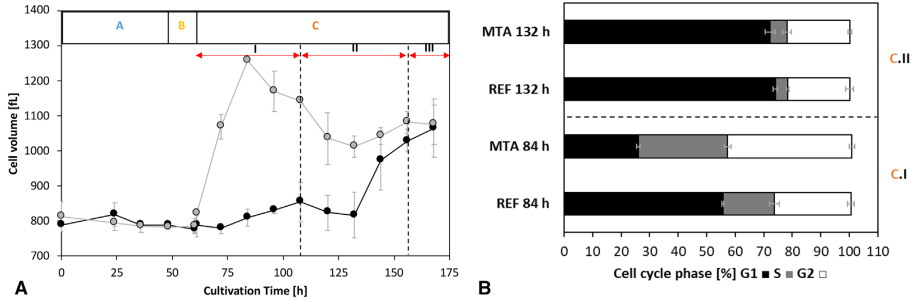 A B C
I II III
1400
1300
1200
1100
1000
900
800
700
Cell volume [fL]
0 25 50 75 100 125 150 175
Cultivation Time [h]
A
MTA 132 h
REF 132 h
MTA 84 h
REF 84 h
C.II
C.I
0 10 20 30 40 50 60 70 80 90 100 110
Cell cycle phase [%] G1 S G2
B